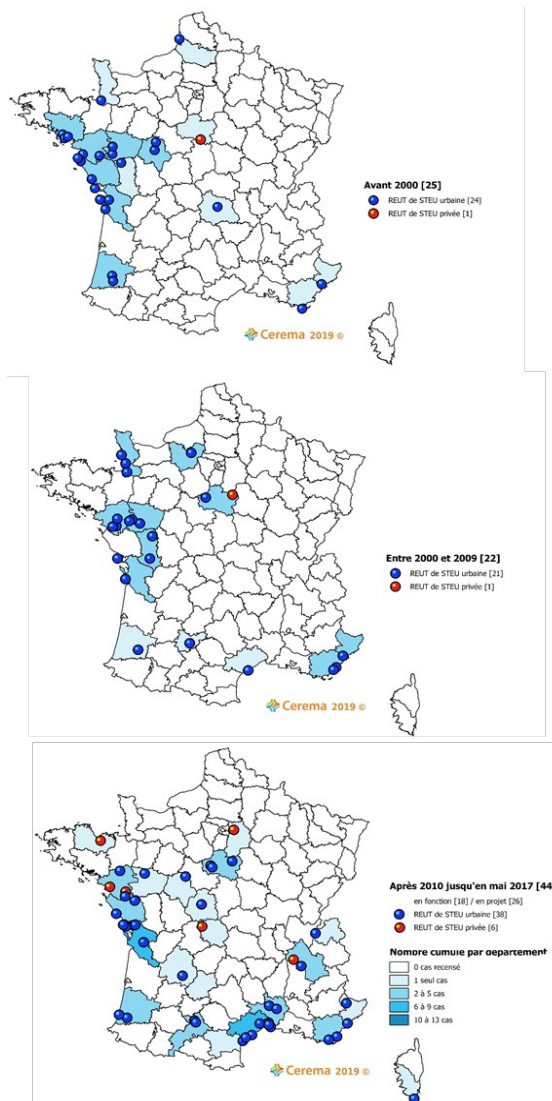 Avant 2000 [25]
REUT de STEU urbaine [24]
REUT de STEU privée [1]
Cerema 2019 ©
Entre 2000 et 2009 [22]
REUT de STEU urbaine [21]
REUT de STEU privée [1]
Cerema 2019 ©
Après 2010 jusqu'en mai 2017 [44
en fonction [18] / en projet [26]
REUT de STEU urbaine [38]
REUT de STEU privée [6]
Nombre cumule par departement
0 cas recensé
1 seul cas
2 à 5 cas
6 à 9 cas
10 à 13 cas
Cerema 2019 ©